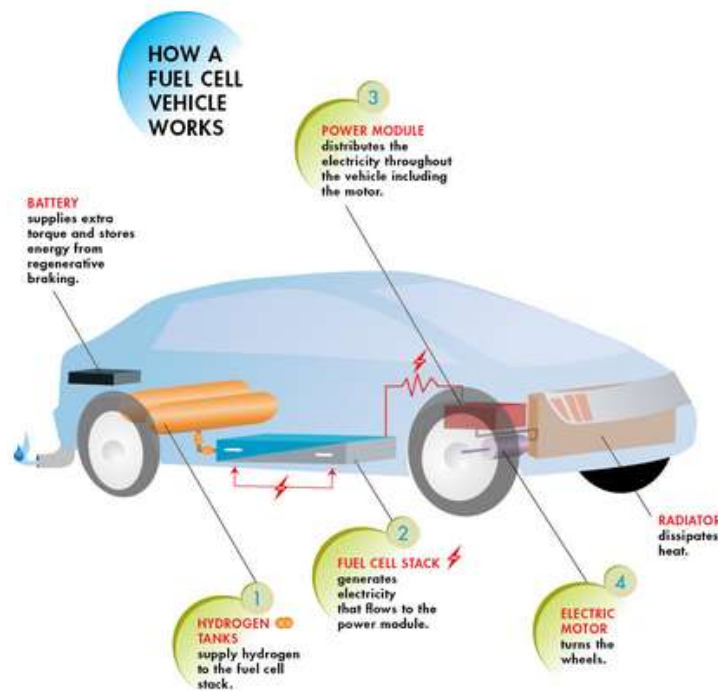 HOW A
FUEL CELL
VEHICLE
WORKS
3
POWER MODULE
distributes the
electricity throughout
the vehicle including
the motor.
BATTERY
supplies extra
torque and stores
energy from
regenerative
braking.
RADIATOR
dissipates
heat.
2
FUEL CELL STACK
generates
electricity
that flows to the
power module.
1
HYDROGEN
TANKS
supply hydrogen
to the fuel cell
stack.
4
ELECTRIC
MOTOR
turns the
wheels.